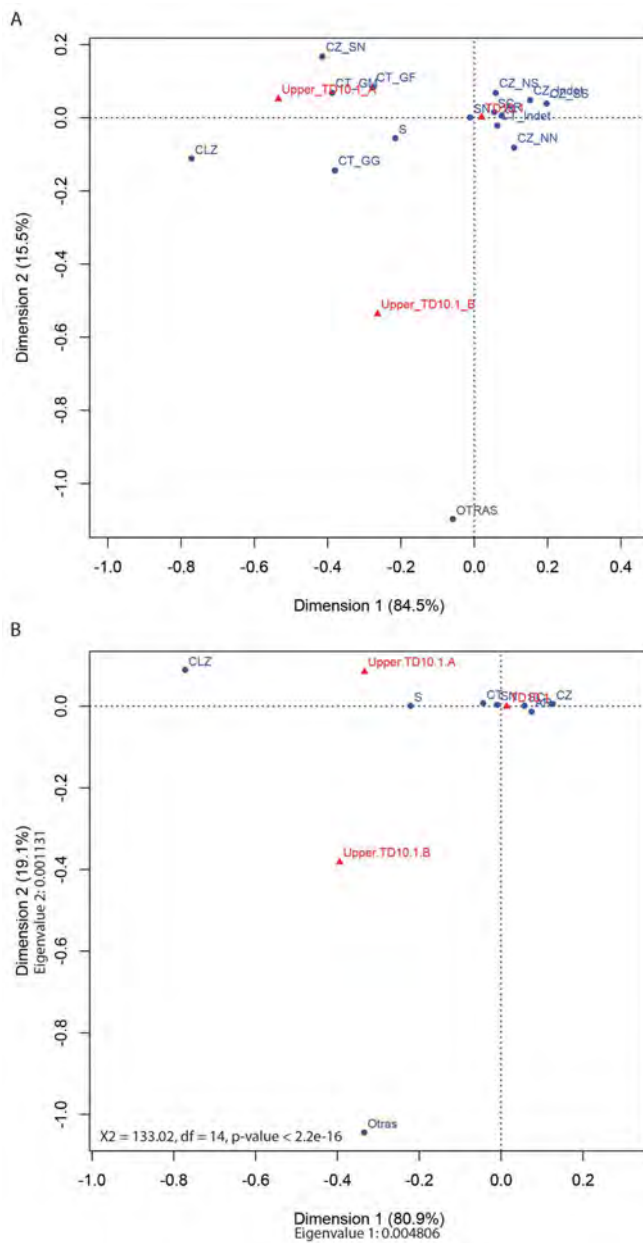 A
0.2
0.0
-0.2
-0.4
-0.6
-0.8
-1.0
Dimension 2 (15.5%)
CZ_SN
CT_GM
CT_GF
Upper_TD10.1_A
CZ_NS
CZ_Indet
CZ_SS
SN
CT_Indet
S
CZ_NN
CLZ
CT_GG
Upper_TD10.1_B
OTRAS
-1.0 -0.8 -0.6 -0.4 -0.2 0.0 0.2 0.4
Dimension 1 (84.5%)
B
0.0
-0.2
-0.4
-0.6
-0.8
-1.0
Dimension 2 (19.1%)
Eigenvalue 2: 0.001131
CLZ
Upper.TD10.1.A
S
CT
SN
CZ
Upper.TD10.1.B
Otras
X2 = 133.02, df = 14, p-value < 2.2e-16
-1.0 -0.8 -0.6 -0.4 -0.2 0.0 0.2
Dimension 1 (80.9%)
Eigenvalue 1: 0.004806